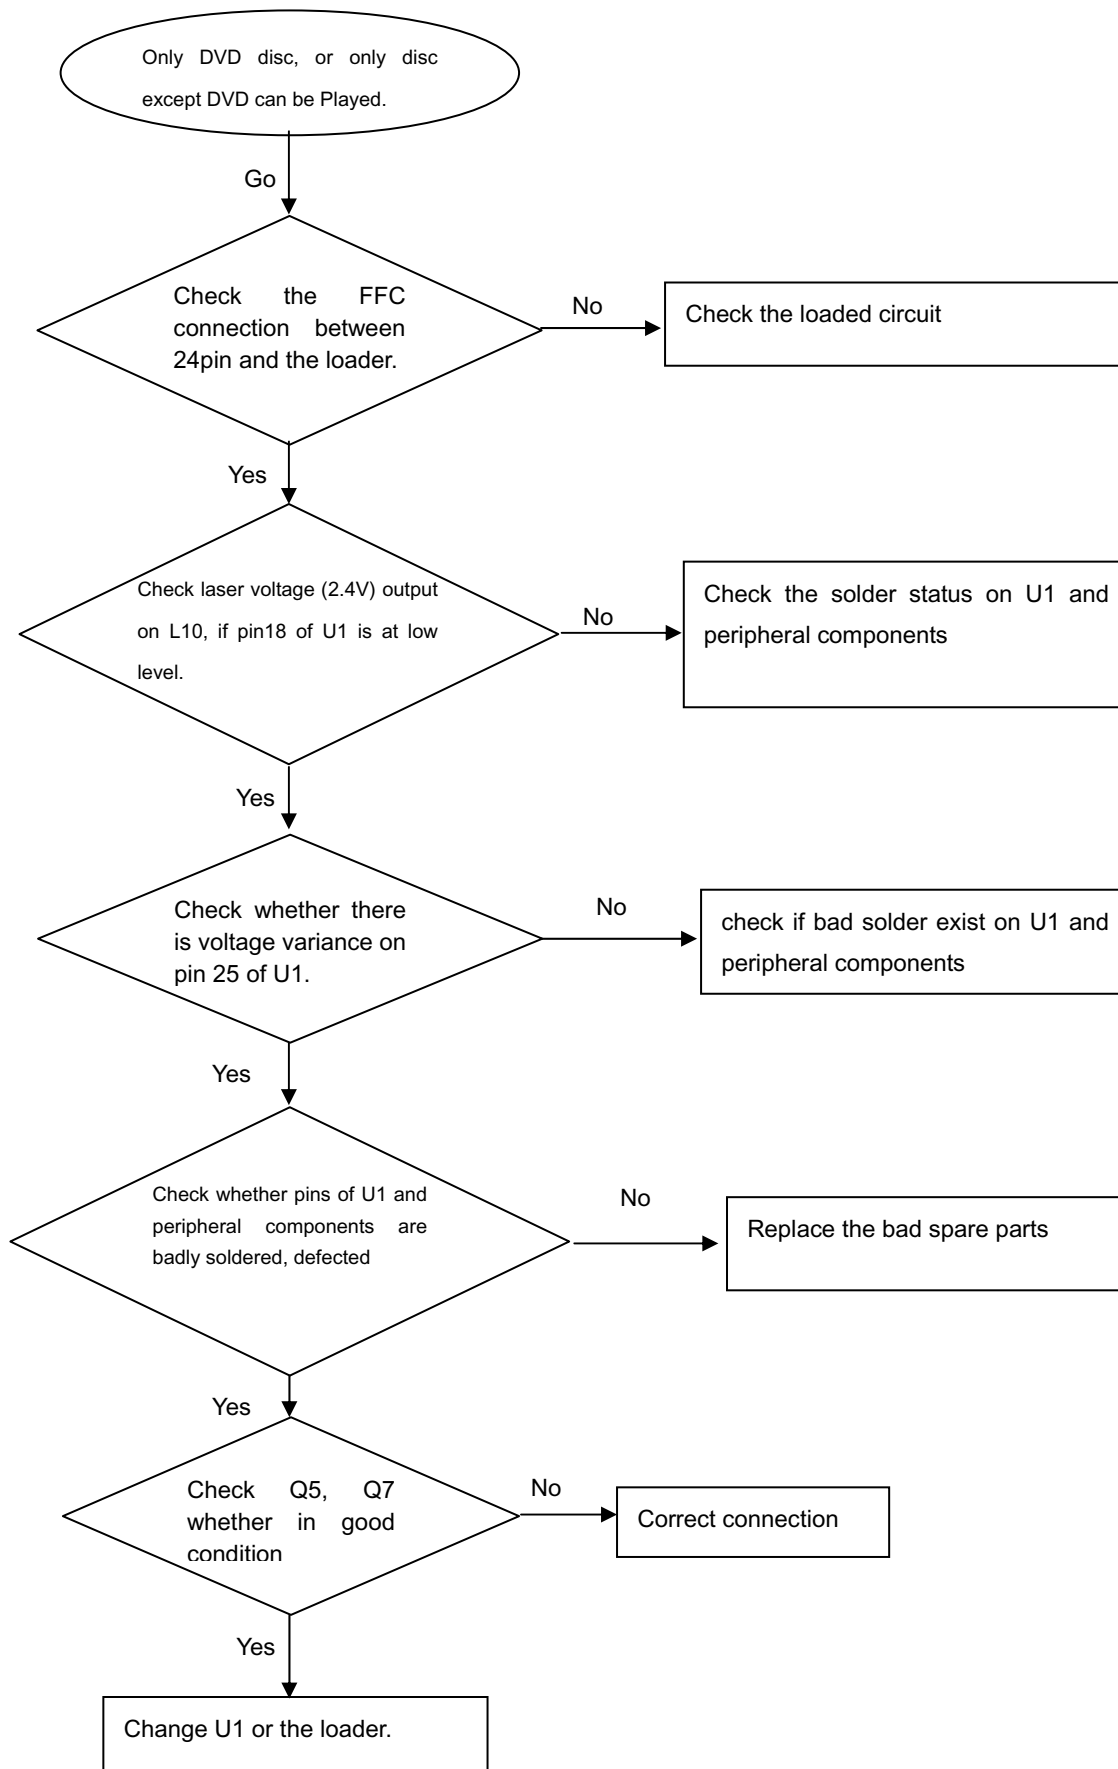 Only DVD disc, or only disc
except DVD can be Played.
Go
Check the FFC
connection between
24pin and the loader.
No
Check the loaded circuit
Yes
Check laser voltage (2.4V) output
on L10, if pin18 of U1 is at low
level.
No
Check the solder status on U1 and
peripheral components
Yes
Check whether there
is voltage variance on
pin 25 of U1.
No
check if bad solder exist on U1 and
peripheral components
Yes
Check whether pins of U1 and
peripheral components are
badly soldered, defected
No
Replace the bad spare parts
Yes
Check Q5, Q7
whether in good
condition
No
Correct connection
Yes
Change U1 or the loader.